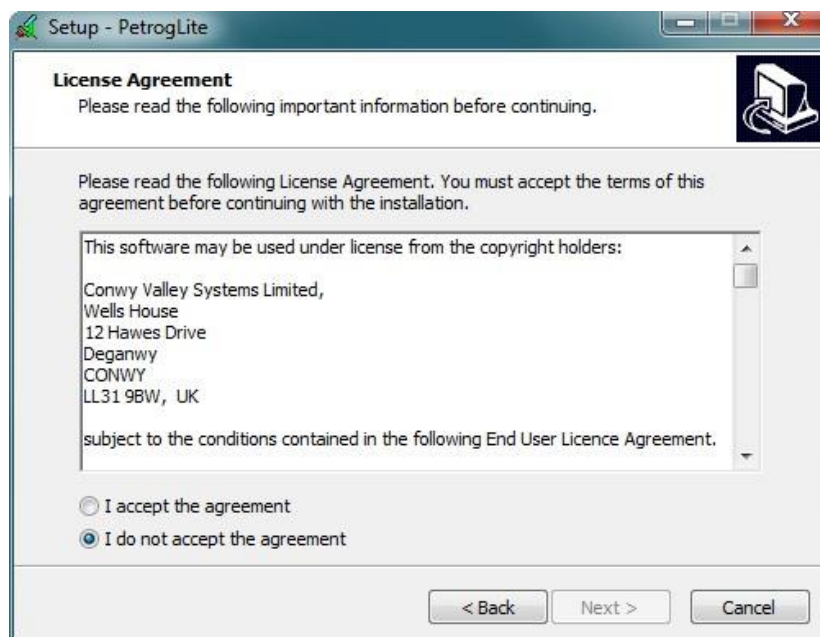 Setup - PetrogLite
License Agreement
Please read the following important information before continuing.
Please read the following License Agreement. You must accept the terms of this
agreement before continuing with the installation.
This software may be used under license from the copyright holders:
Conwy Valley Systems Limited,
Wells House
12 Hawes Drive
Deganwy
CONWY
LL31 9BW, UK
subject to the conditions contained in the following End User Licence Agreement.
I accept the agreement
I do not accept the agreement
< Back Next > Cancel